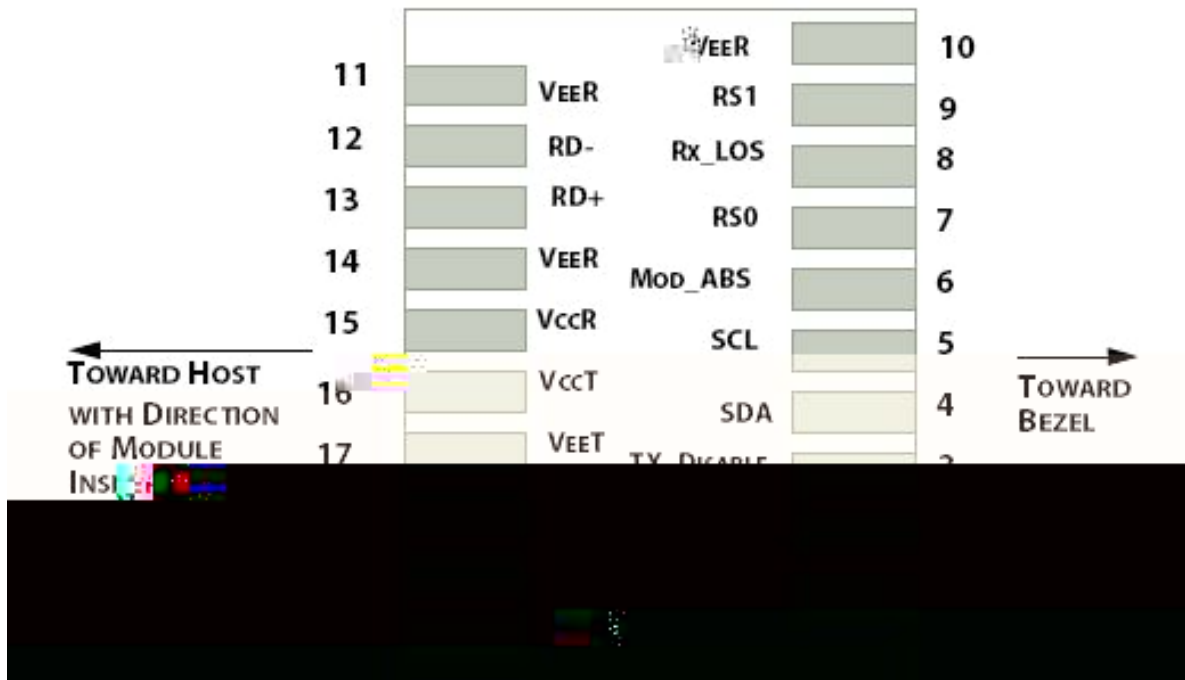 VEER 10
11 VEER
RS1 9
12 RD-
Rx_LOS 8
13 RD+
RS0 7
14 VEER
MOD_ABS 6
15 VCCR
SCL 5
TOWARD HOST
WITH DIRECTION
OF MODULE
16 VCCT
SDA 4
TOWARD
BEZEL
17 VEET
TX_DISABLE